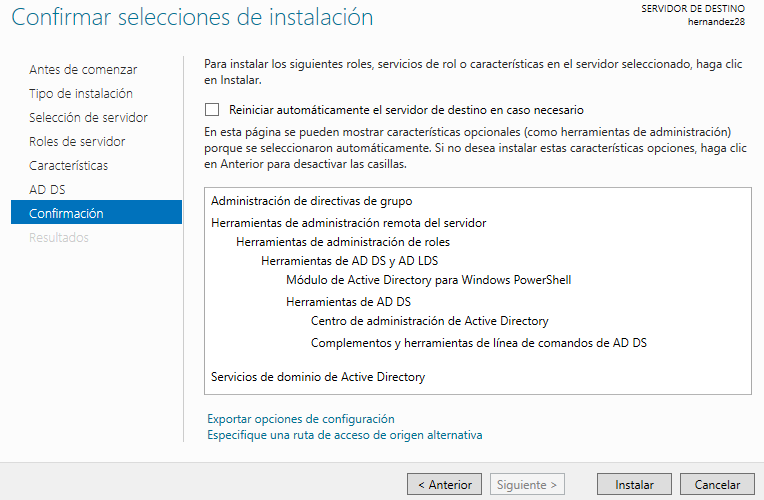 Confirmar selecciones de instalación
SERVIDOR DE DESTINO
hernandez28
Antes de comenzar
Tipo de instalación
Selección de servidor
Roles de servidor
Características
AD DS
Confirmación
Resultados
Para instalar los siguientes roles, servicios de rol o características en el servidor seleccionado, haga clic
en Instalar.
Reiniciar automáticamente el servidor de destino en caso necesario
En esta página se pueden mostrar características opcionales (como herramientas de administración)
porque se seleccionaron automáticamente. Si no desea instalar estas características opciones, haga clic
en Anterior para desactivar las casillas.
Administración de directivas de grupo
Herramientas de administración remota del servidor
Herramientas de administración de roles
Herramientas de AD DS y AD LDS
Módulo de Active Directory para Windows PowerShell
Herramientas de AD DS
Centro de administración de Active Directory
Complementos y herramientas de línea de comandos de AD DS
Servicios de dominio de Active Directory
Exportar opciones de configuración
Especifique una ruta de acceso de origen alternativa
< Anterior
Siguiente >
Instalar
Cancelar